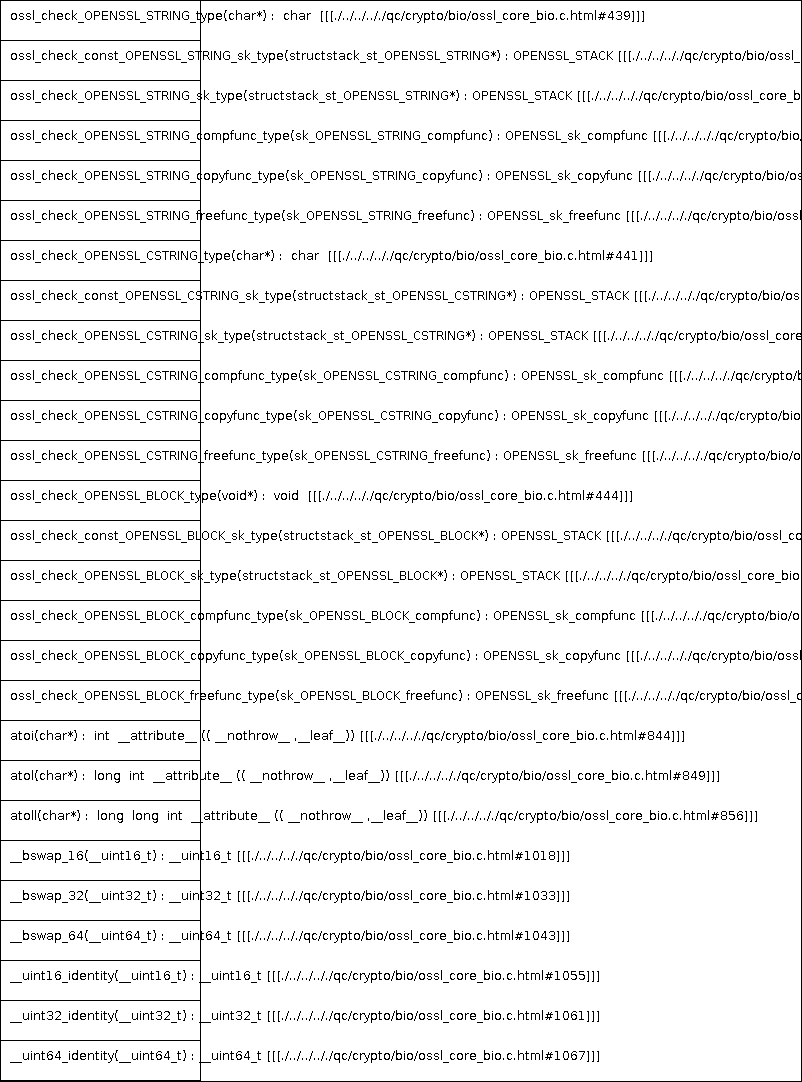 ossl_check_OPENSSL_STRING_type(char*) : char [[[./../../../qc/crypto/bio/ossl_core_bio.c.html#439]]]
ossl_check_const_OPENSSL_STRING_sk_type(structstack_st_OPENSSL_STRING*) : OPENSSL_STACK [[[./../../../qc/crypto/bio/ossl_
ossl_check_OPENSSL_STRING_sk_type(structstack_st_OPENSSL_STRING*) : OPENSSL_STACK [[[./../../../qc/crypto/bio/ossl_core_b
ossl_check_OPENSSL_STRING_compfunc_type(sk_OPENSSL_STRING_compfunc) : OPENSSL_sk_compfunc [[[./../../../qc/crypto/bio/
ossl_check_OPENSSL_STRING_copyfunc_type(sk_OPENSSL_STRING_copyfunc) : OPENSSL_sk_copyfunc [[[./../../../qc/crypto/bio/os
ossl_check_OPENSSL_STRING_freefunc_type(sk_OPENSSL_STRING_freefunc) : OPENSSL_sk_freefunc [[[./../../../qc/crypto/bio/ossl
ossl_check_OPENSSL_CSTRING_type(char*) : char [[[./../../../qc/crypto/bio/ossl_core_bio.c.html#441]]]
ossl_check_const_OPENSSL_CSTRING_sk_type(structstack_st_OPENSSL_CSTRING*) : OPENSSL_STACK [[[./../../../qc/crypto/bio/os
ossl_check_OPENSSL_CSTRING_sk_type(structstack_st_OPENSSL_CSTRING*) : OPENSSL_STACK [[[./../../../qc/crypto/bio/ossl_core
ossl_check_OPENSSL_CSTRING_compfunc_type(sk_OPENSSL_CSTRING_compfunc) : OPENSSL_sk_compfunc [[[./../../../qc/crypto/b
ossl_check_OPENSSL_CSTRING_copyfunc_type(sk_OPENSSL_CSTRING_copyfunc) : OPENSSL_sk_copyfunc [[[./../../../qc/crypto/bio
ossl_check_OPENSSL_CSTRING_freefunc_type(sk_OPENSSL_CSTRING_freefunc) : OPENSSL_sk_freefunc [[[./../../../qc/crypto/bio/o
ossl_check_OPENSSL_BLOCK_type(void*) : void [[[./../../../qc/crypto/bio/ossl_core_bio.c.html#444]]]
ossl_check_const_OPENSSL_BLOCK_sk_type(structstack_st_OPENSSL_BLOCK*) : OPENSSL_STACK [[[./../../../qc/crypto/bio/ossl_co
ossl_check_OPENSSL_BLOCK_sk_type(structstack_st_OPENSSL_BLOCK*) : OPENSSL_STACK [[[./../../../qc/crypto/bio/ossl_core_bio
ossl_check_OPENSSL_BLOCK_compfunc_type(sk_OPENSSL_BLOCK_compfunc) : OPENSSL_sk_compfunc [[[./../../../qc/crypto/bio/o
ossl_check_OPENSSL_BLOCK_copyfunc_type(sk_OPENSSL_BLOCK_copyfunc) : OPENSSL_sk_copyfunc [[[./../../../qc/crypto/bio/ossl
ossl_check_OPENSSL_BLOCK_freefunc_type(sk_OPENSSL_BLOCK_freefunc) : OPENSSL_sk_freefunc [[[./../../../qc/crypto/bio/ossl_c
atoi(char*) : int __attribute__ (( __nothrow__ ,__leaf__)) [[[./../../../qc/crypto/bio/ossl_core_bio.c.html#844]]]
atol(char*) : long int __attribute__ (( __nothrow__ ,__leaf__)) [[[./../../../qc/crypto/bio/ossl_core_bio.c.html#849]]]
atoll(char*) : long long int __attribute__ (( __nothrow__ ,__leaf__)) [[[./../../../qc/crypto/bio/ossl_core_bio.c.html#856]]]
__bswap_16(__uint16_t) : __uint16_t [[[./../../../qc/crypto/bio/ossl_core_bio.c.html#1018]]]
__bswap_32(__uint32_t) : __uint32_t [[[./../../../qc/crypto/bio/ossl_core_bio.c.html#1033]]]
__bswap_64(__uint64_t) : __uint64_t [[[./../../../qc/crypto/bio/ossl_core_bio.c.html#1043]]]
__uint16_identity(__uint16_t) : __uint16_t [[[./../../../qc/crypto/bio/ossl_core_bio.c.html#1055]]]
__uint32_identity(__uint32_t) : __uint32_t [[[./../../../qc/crypto/bio/ossl_core_bio.c.html#1061]]]
__uint64_identity(__uint64_t) : __uint64_t [[[./../../../qc/crypto/bio/ossl_core_bio.c.html#1067]]]